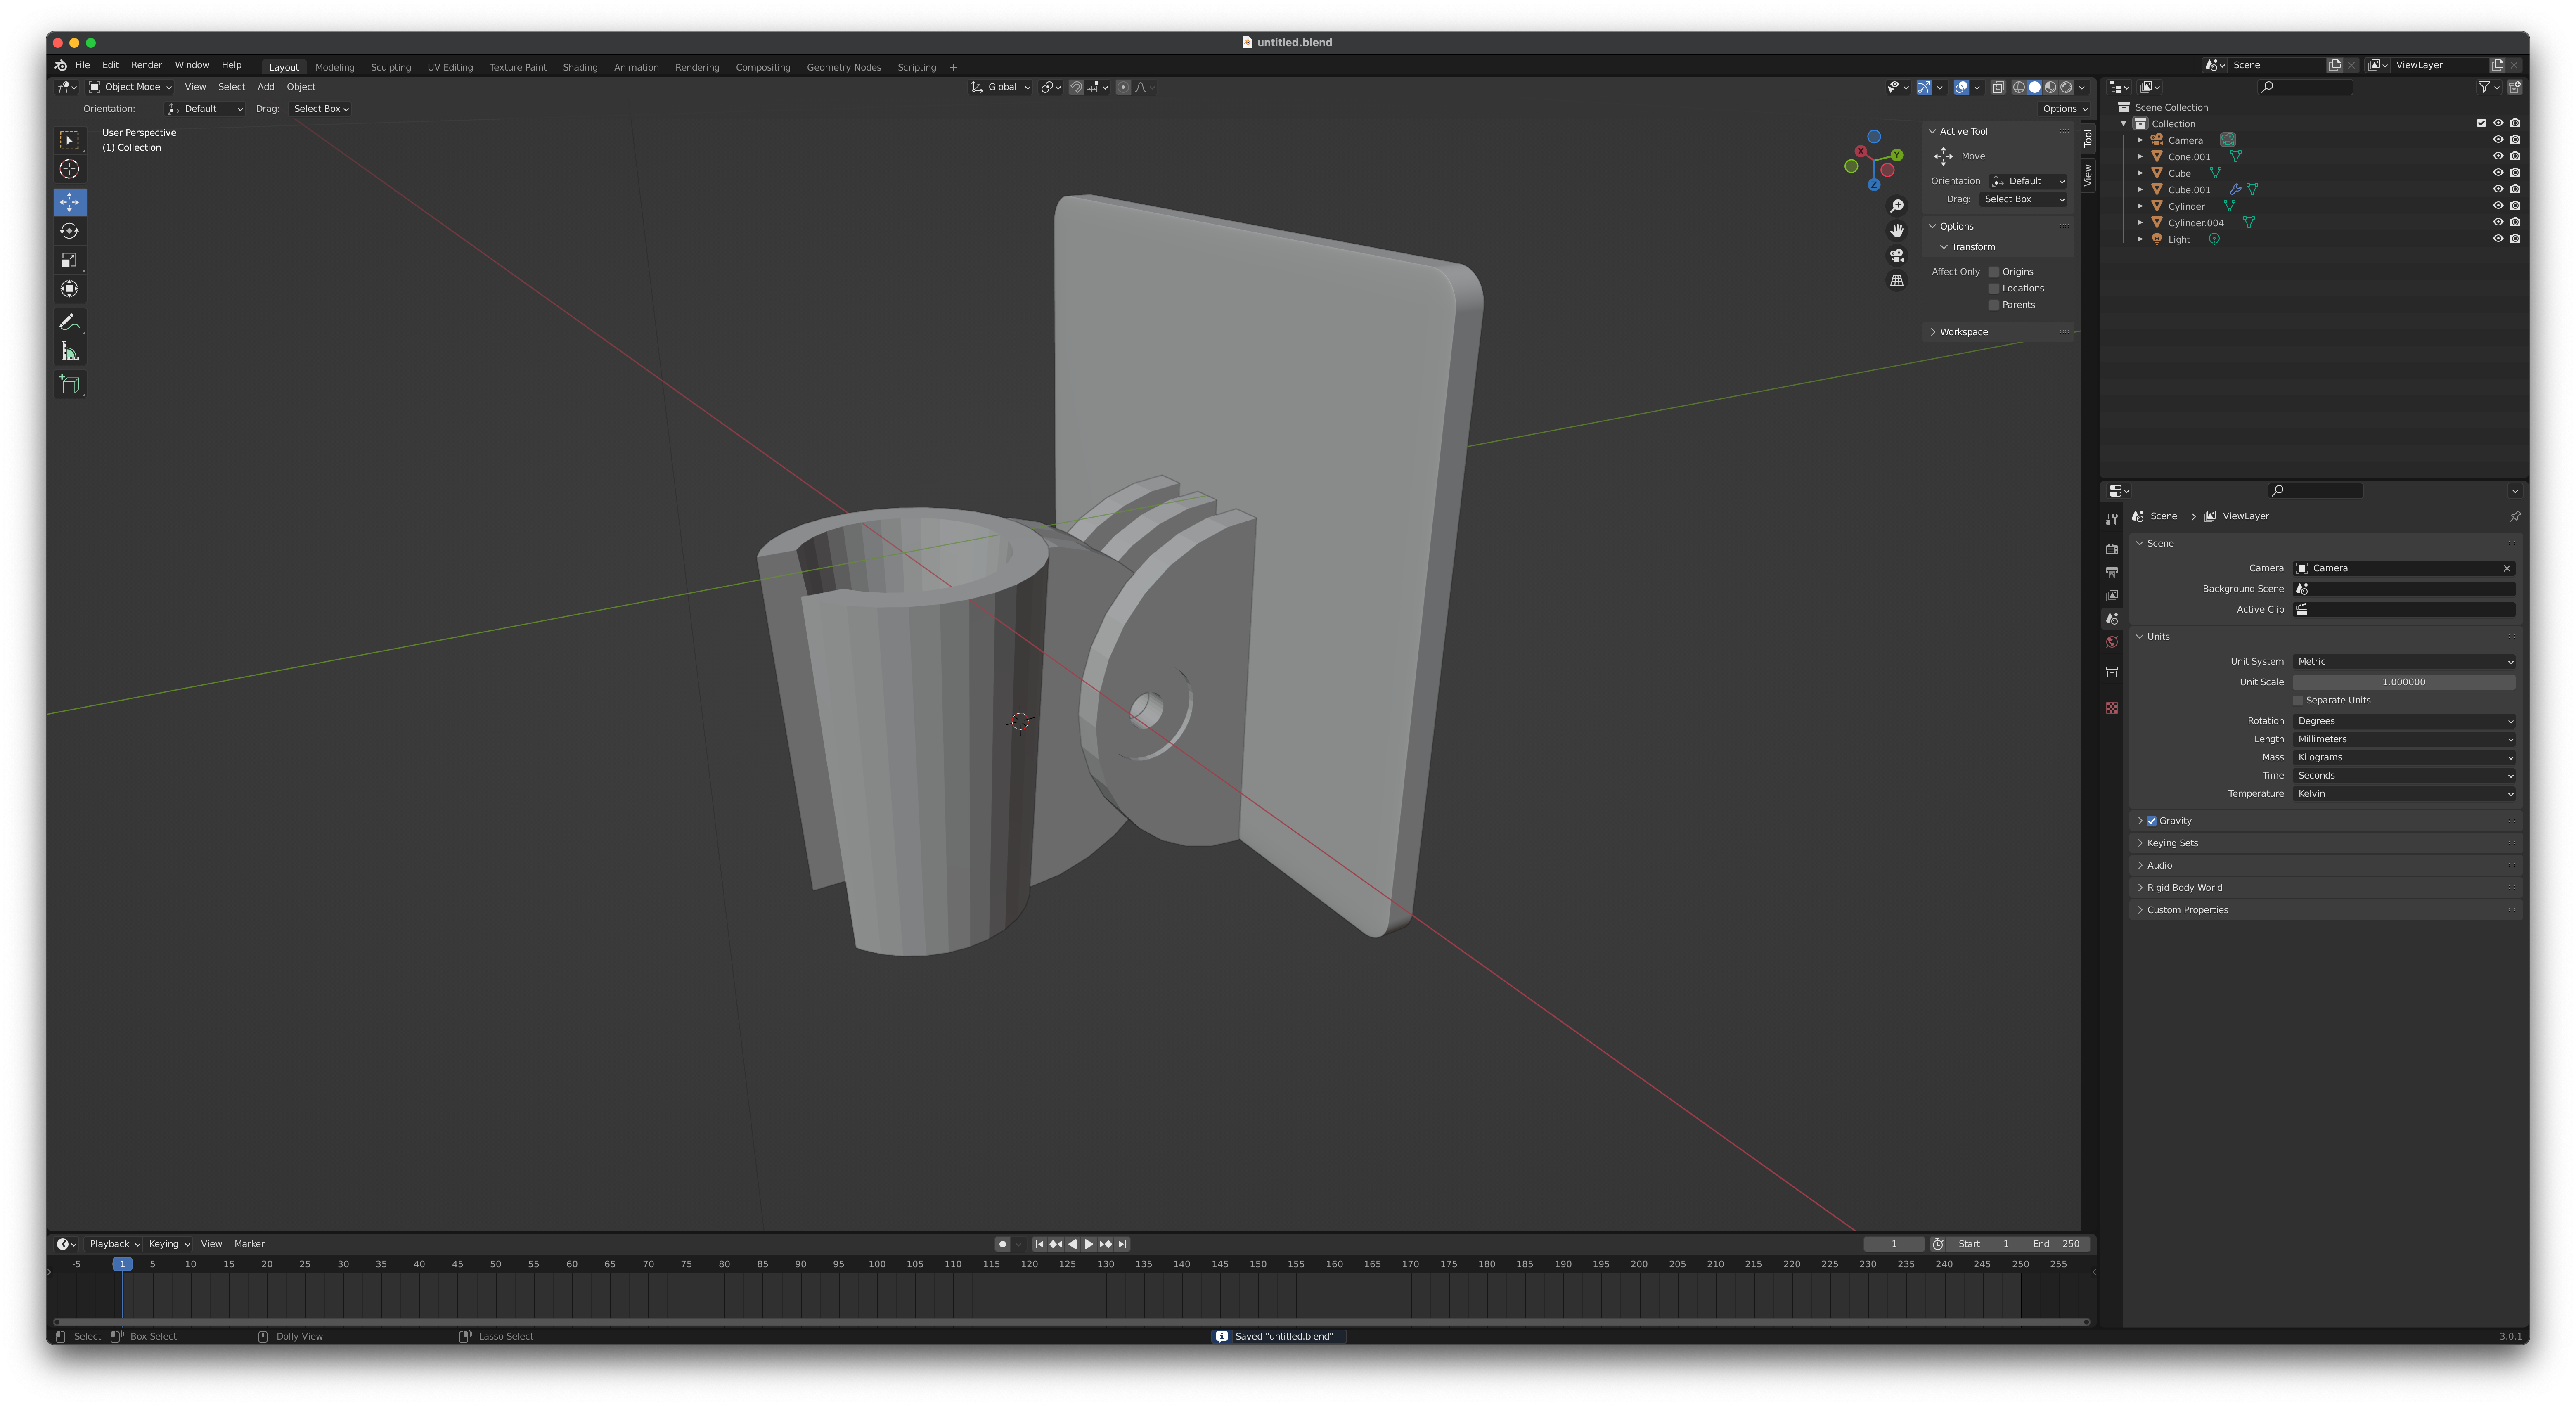 untitled.blend
File Edit Render Window Help Layout Modeling Sculpting UV Editing Texture Paint Shading Animation Rendering Compositing Geometry Nodes Scripting + Scene ViewLayer
Object Mode View Select Add Object Global
Orientation: Default Drag: Select Box Options
User Perspective
(1) Collection
X Y Z
Active Tool
Move
Orientation Default
Drag: Select Box
Options
Transform
Affect Only Origins
Locations
Parents
Workspace
Tool
View
Scene Collection
Collection
Camera
Cone.001
Cube
Cube.001
Cylinder
Cylinder.004
Light
Scene ViewLayer
Scene
Camera Camera
Background Scene
Active Clip
Units
Unit System Metric
Unit Scale 1.000000
Separate Units
Rotation Degrees
Length Millimeters
Mass Kilograms
Time Seconds
Temperature Kelvin
Gravity
Keying Sets
Audio
Rigid Body World
Custom Properties
Playback Keying View Marker 1 Start 1 End 250
-5 1 5 10 15 20 25 30 35 40 45 50 55 60 65 70 75 80 85 90 95 100 105 110 115 120 125 130 135 140 145 150 155 160 165 170 175 180 185 190 195 200 205 210 215 220 225 230 235 240 245 250 255
Select Box Select Dolly View Lasso Select Saved "untitled.blend" 3.0.1